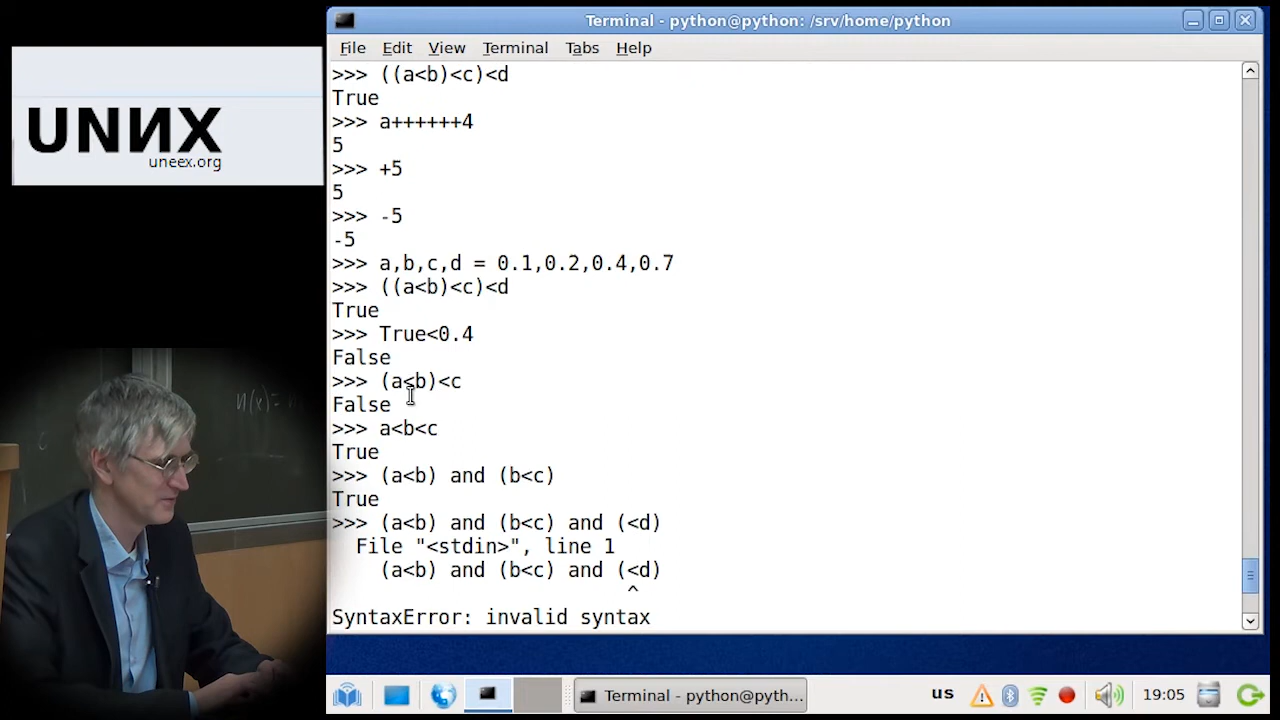 UNИX
uneex.org
Terminal - python@python: /srv/home/python
File Edit View Terminal Tabs Help
>>> ((a<b)<c)<d
True
>>> a++++++4
5
>>> +5
5
>>> -5
-5
>>> a,b,c,d = 0.1,0.2,0.4,0.7
>>> ((a<b)<c)<d
True
>>> True<0.4
False
>>> (a<b)<c
False
>>> a<b<c
True
>>> (a<b) and (b<c)
True
>>> (a<b) and (b<c) and (<d)
File "<stdin>", line 1
(a<b) and (b<c) and (<d)
^
SyntaxError: invalid syntax
Terminal - python@pyth...
us
19:05